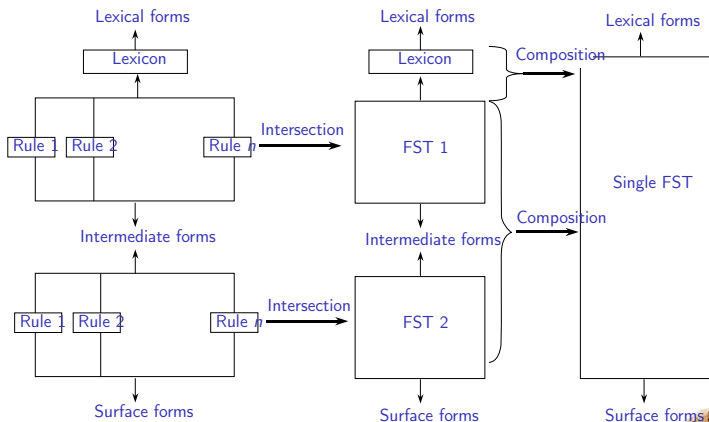 Lexical forms
Lexicon
Rule 1
Rule 2
Rule n
Intermediate forms
Rule 1
Rule 2
Rule n
Surface forms
Intersection
Intersection
Lexical forms
Lexicon
FST 1
Intermediate forms
FST 2
Surface forms
Composition
Composition
Lexical forms
Single FST
Surface forms